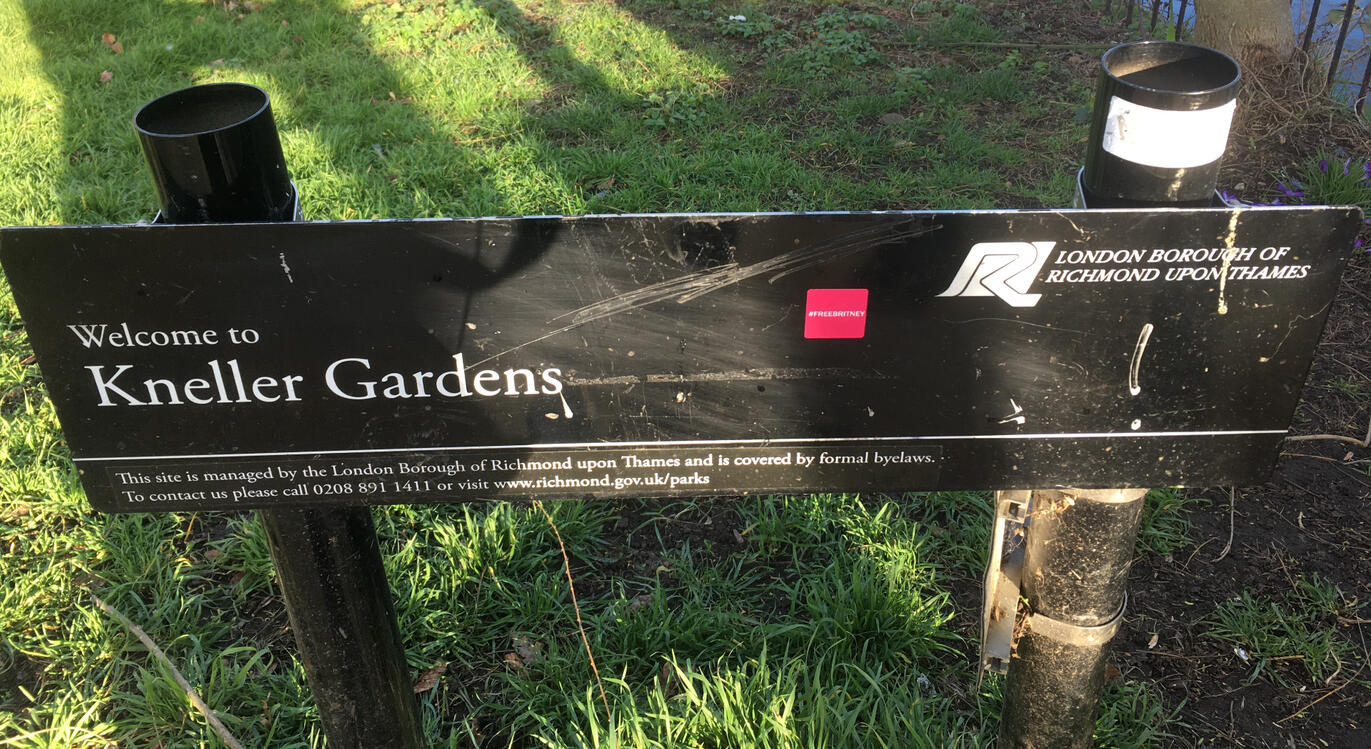 LONDON BOROUGH OF
RICHMOND UPON THAMES
#FREEBRITNEY
Welcome to
Kneller Gardens
This site is managed by the London Borough of Richmond upon Thames and is covered by formal byelaws.
To contact us please call 0208 891 1411 or visit www.richmond.gov.uk/parks